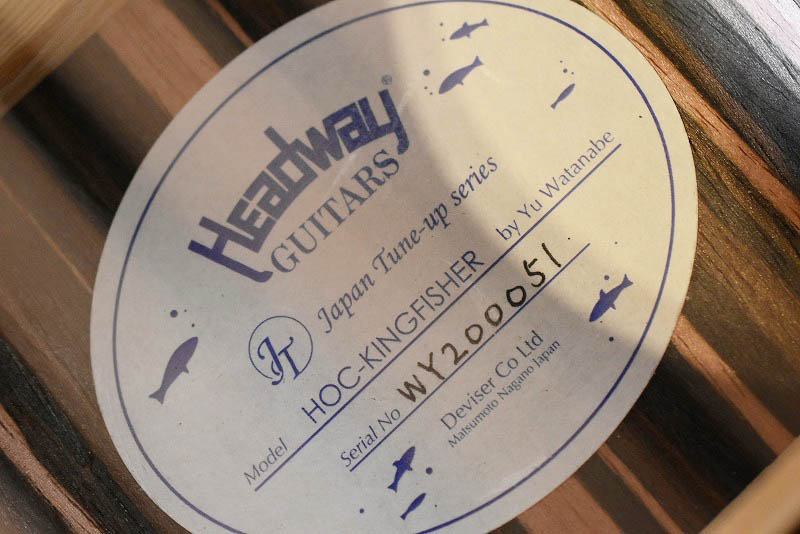 Headway®
GUITARS
JT Japan Tune-up series
Model HOC-KINGFISHER by Yu Watanabe
Serial No WY200051
Deviser Co Ltd
Matsumoto Nagano Japan